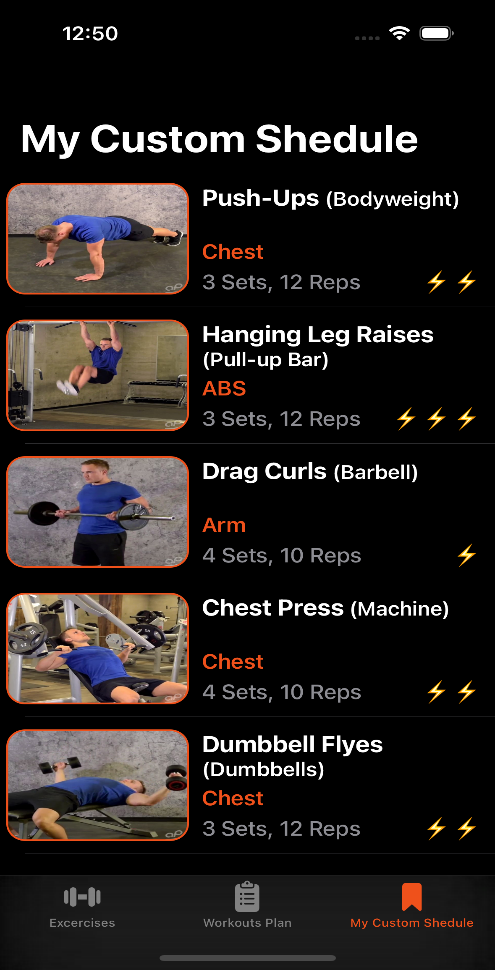 12:50
My Custom Shedule
Push-Ups (Bodyweight)
Chest
3 Sets, 12 Reps
Hanging Leg Raises
(Pull-up Bar)
ABS
3 Sets, 12 Reps
Drag Curls (Barbell)
Arm
4 Sets, 10 Reps
Chest Press (Machine)
Chest
4 Sets, 10 Reps
Dumbbell Flyes
(Dumbbells)
Chest
3 Sets, 12 Reps
Excercises
Workouts Plan
My Custom Shedule